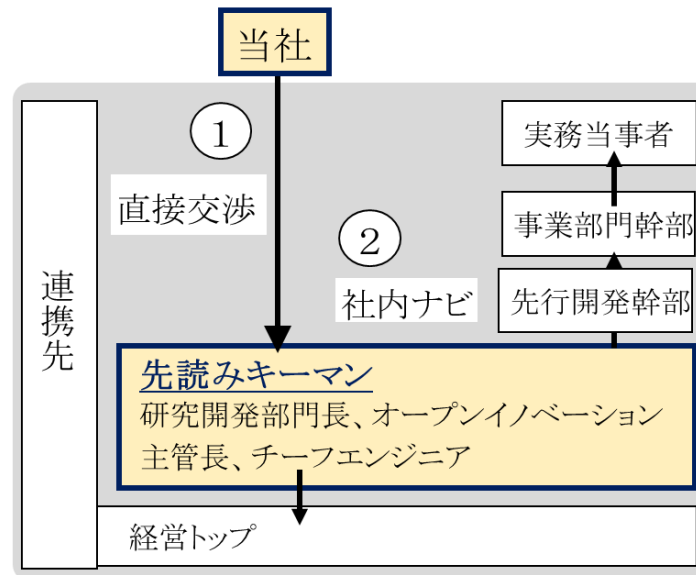 当社
①
直接交渉
②
社内ナビ
実務当事者
事業部門幹部
先行開発幹部
連携先
先読みキーマン
研究開発部門長、オープンイノベーション
主管長、チーフエンジニア
経営トップ